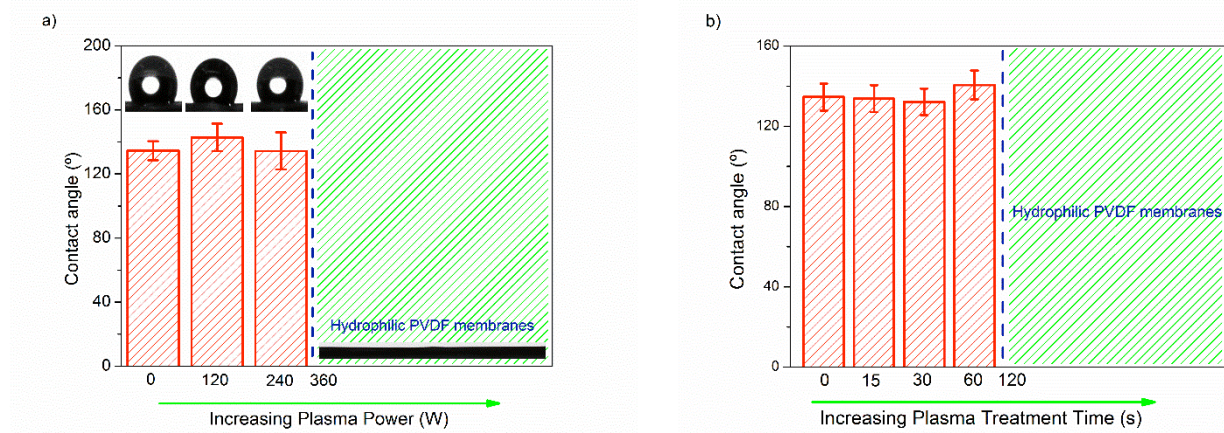 a)
200
160
120
80
40
0
Contact angle (º)
Hydrophilic PVDF membranes
0 120 240 360
Increasing Plasma Power (W)
b)
160
120
80
40
0
Contact angle (º)
Hydrophilic PVDF membranes
0 15 30 60 120
Increasing Plasma Treatment Time (s)